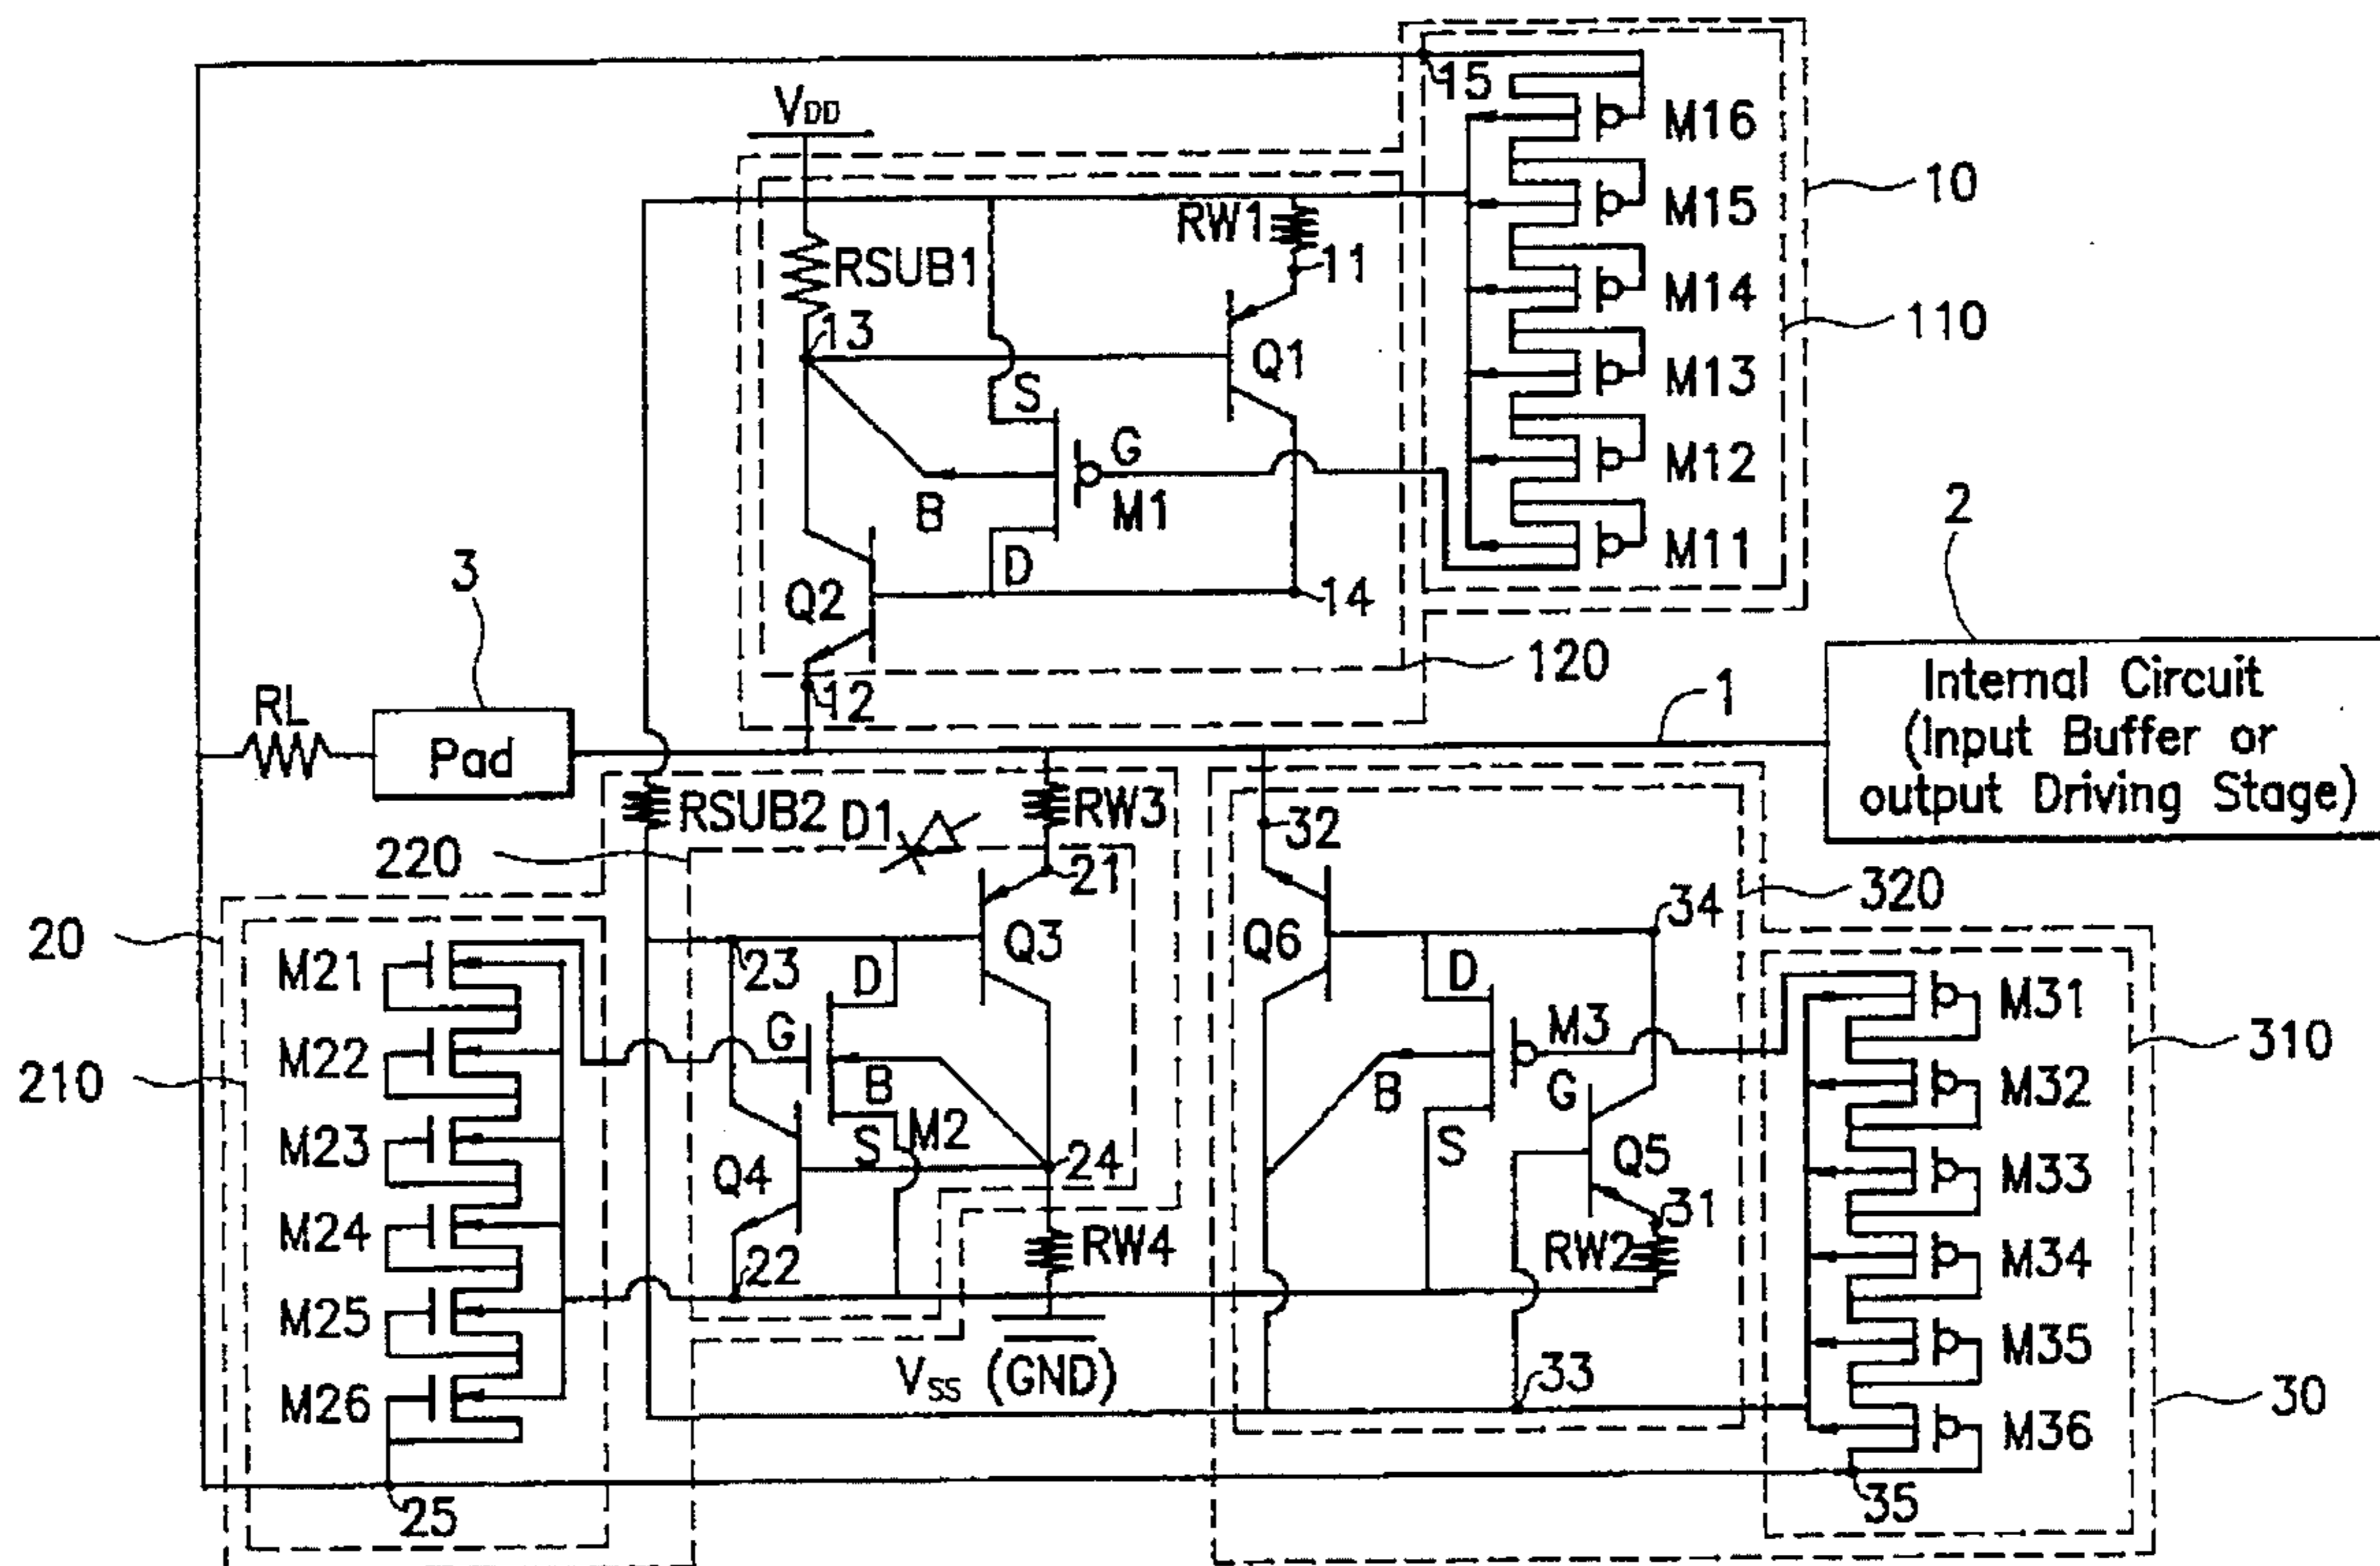 15
VDD
M16
10
RW1
M15
RSUB1
11
M14
110
13
Q1
M13
S
G
M12
B
M1
2
D
M11
3
Q2
14
120
Internal Circuit
(Input Buffer or
output Driving Stage)
RL
12
1
Pad
RSUB2
D1
RW3
32
220
21
320
34
20
Q3
Q6
M21
23
D
D
M31
G
M3
310
M22
210
B
B
G
M32
M23
S
M2
S
Q5
M33
Q4
24
31
M24
RW4
RW2
M34
22
M25
M35
VSS (GND)
33
30
M26
M36
25
35